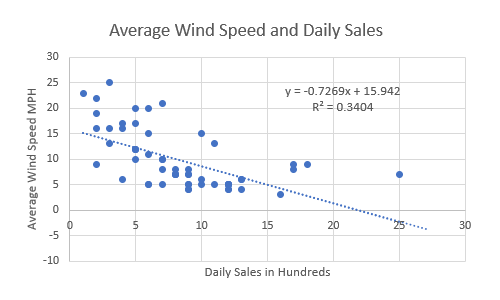 Average Wind Speed and Daily Sales
30
25
20
15
10
5
0
-5
-10
Average Wind Speed MPH
y = -0.7269x + 15.942
R² = 0.3404
0 5 10 15 20 25 30
Daily Sales in Hundreds